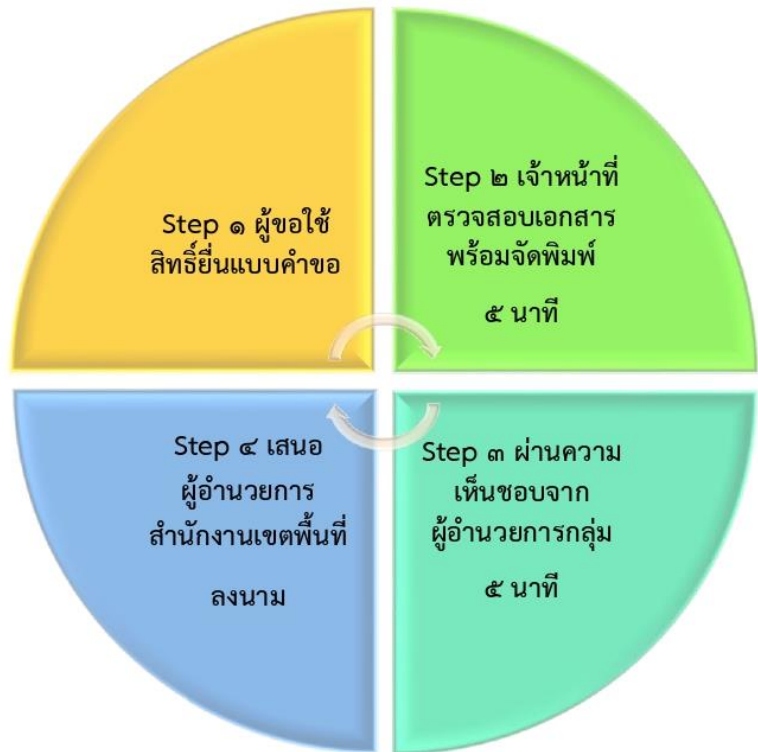 Step ๑ ผู้ขอใช้
สิทธิ์ยื่นแบบคำขอ
Step ๒ เจ้าหน้าที่
ตรวจสอบเอกสาร
พร้อมจัดพิมพ์
๕ นาที
Step ๓ ผ่านความ
เห็นชอบจาก
ผู้อำนวยการกลุ่ม
๕ นาที
Step ๔ เสนอ
ผู้อำนวยการ
สำนักงานเขตพื้นที่
ลงนาม